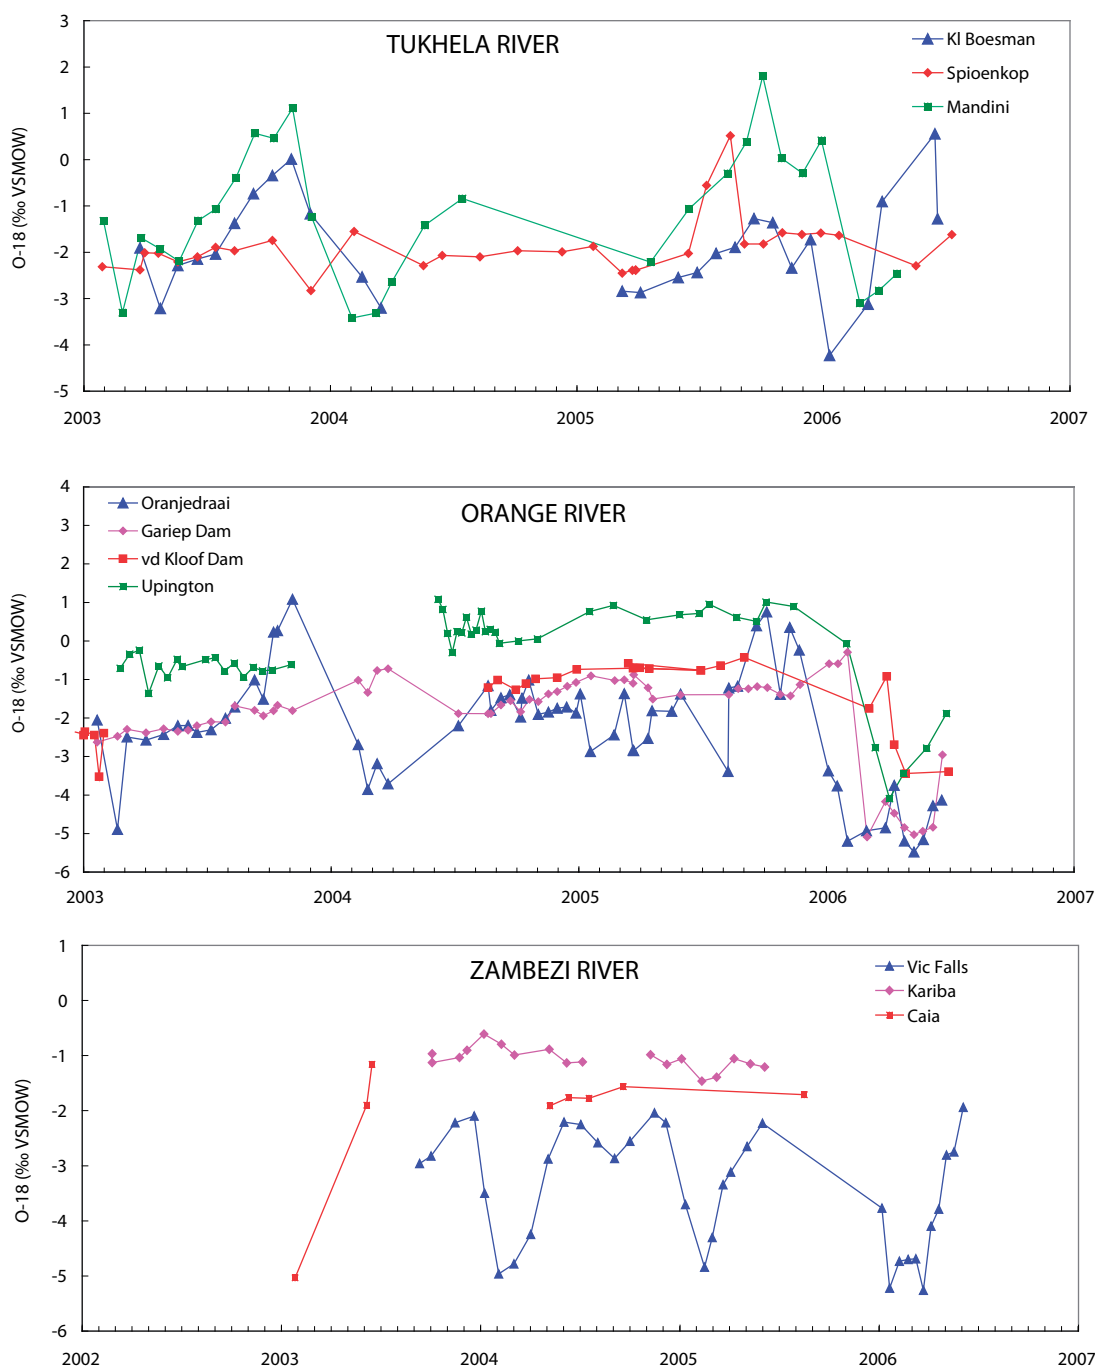 TUKHELA RIVER
Kl Boesman
Spioenkop
Mandini
O-18 (‰ VSMOW)
3
2
1
0
-1
-2
-3
-4
-5
2003 2004 2005 2006 2007
ORANGE RIVER
Oranjedraai
Gariep Dam
vd Kloof Dam
Upington
O-18 (‰ VSMOW)
4
3
2
1
0
-1
-2
-3
-4
-5
-6
2003 2004 2005 2006 2007
ZAMBEZI RIVER
Vic Falls
Kariba
Caia
O-18 (‰ VSMOW)
1
0
-1
-2
-3
-4
-5
-6
2002 2003 2004 2005 2006 2007